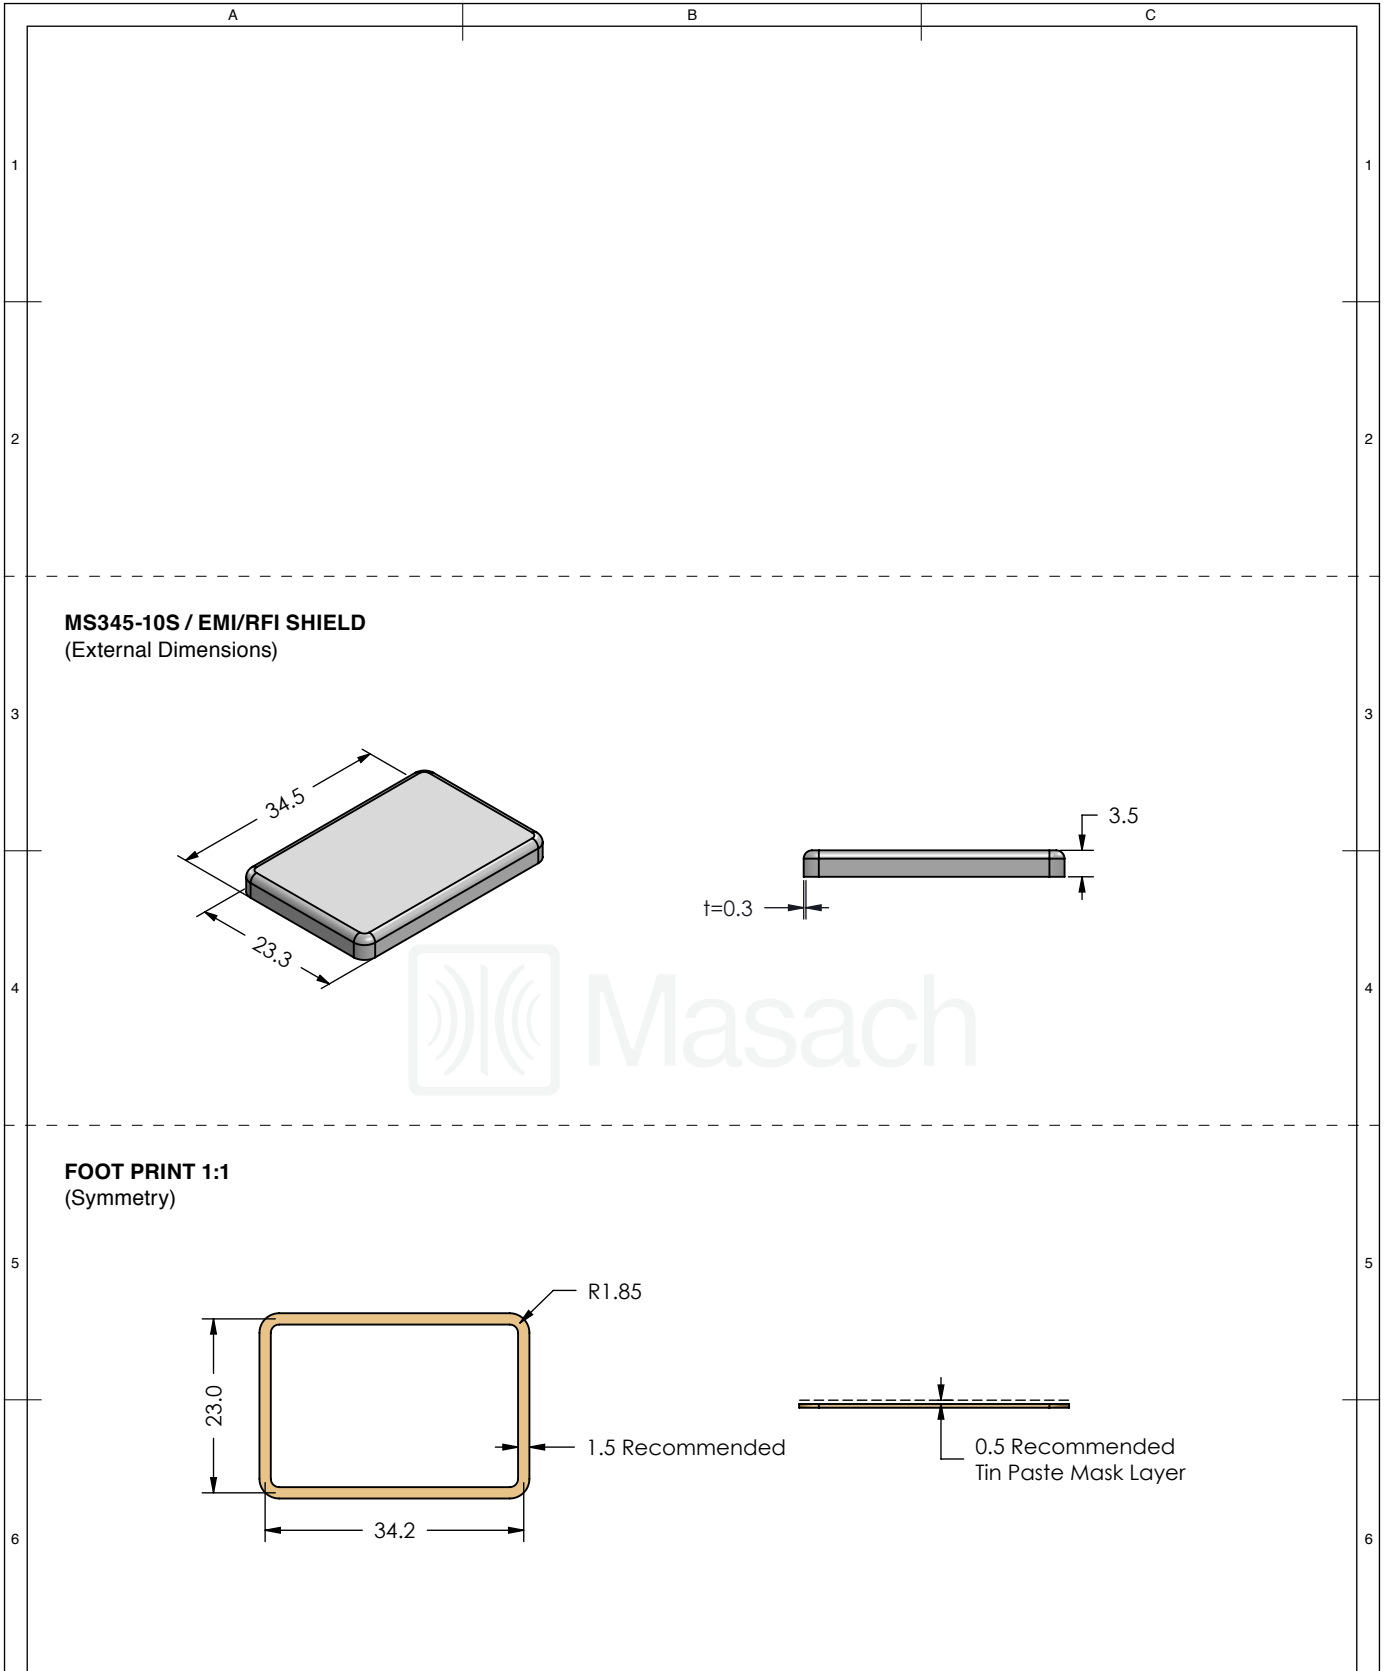 A B C
1 1
2 2
MS345-10S / EMI/RFI SHIELD
(External Dimensions)
3 3
34.5
3.5
t=0.3
23.3
4 4
Masach
FOOT PRINT 1:1
(Symmetry)
5 5
R1.85
23.0
1.5 Recommended
0.5 Recommended
Tin Paste Mask Layer
34.2
6 6